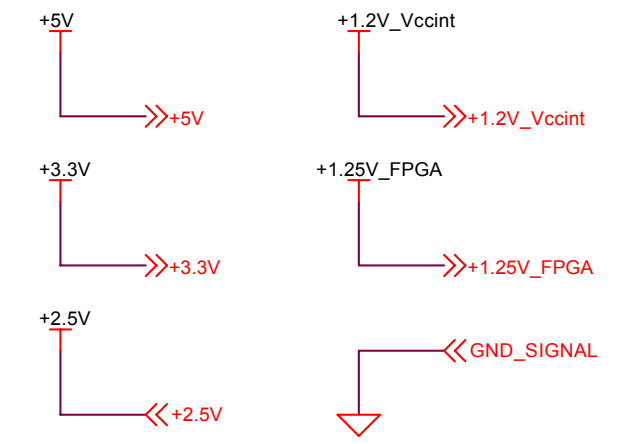 +5V
+1.2V_Vccint
+5V
+1.2V_Vccint
+3.3V
+1.25V_FPGA
+3.3V
+1.25V_FPGA
+2.5V
GND_SIGNAL
+2.5V